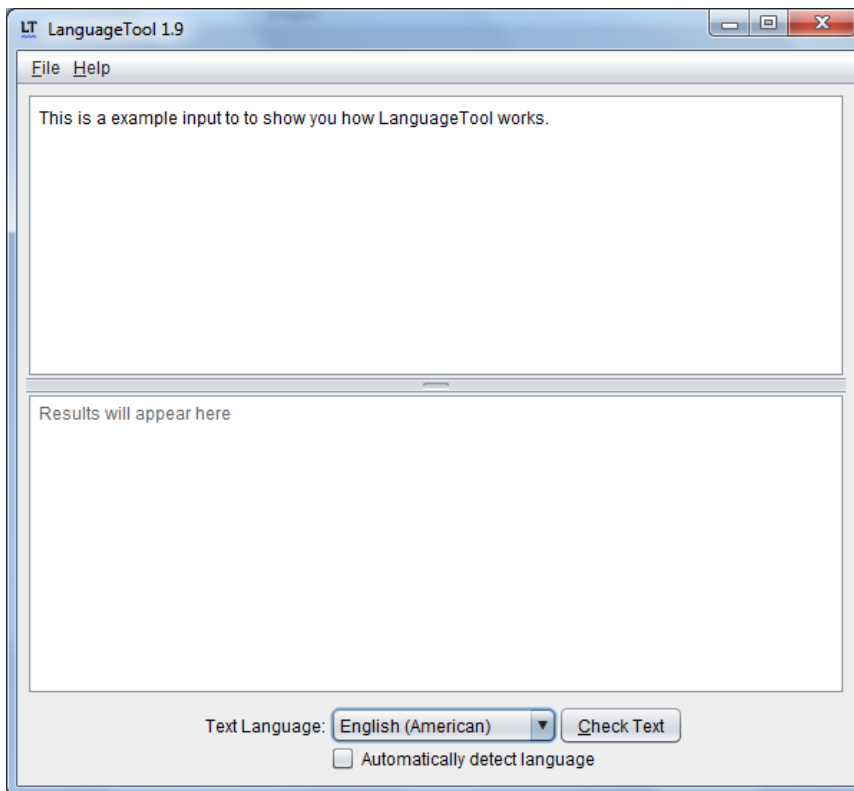 LT LanguageTool 1.9
File Help
This is a example input to to show you how LanguageTool works.
Results will appear here
Text Language: English (American) Check Text
Automatically detect language